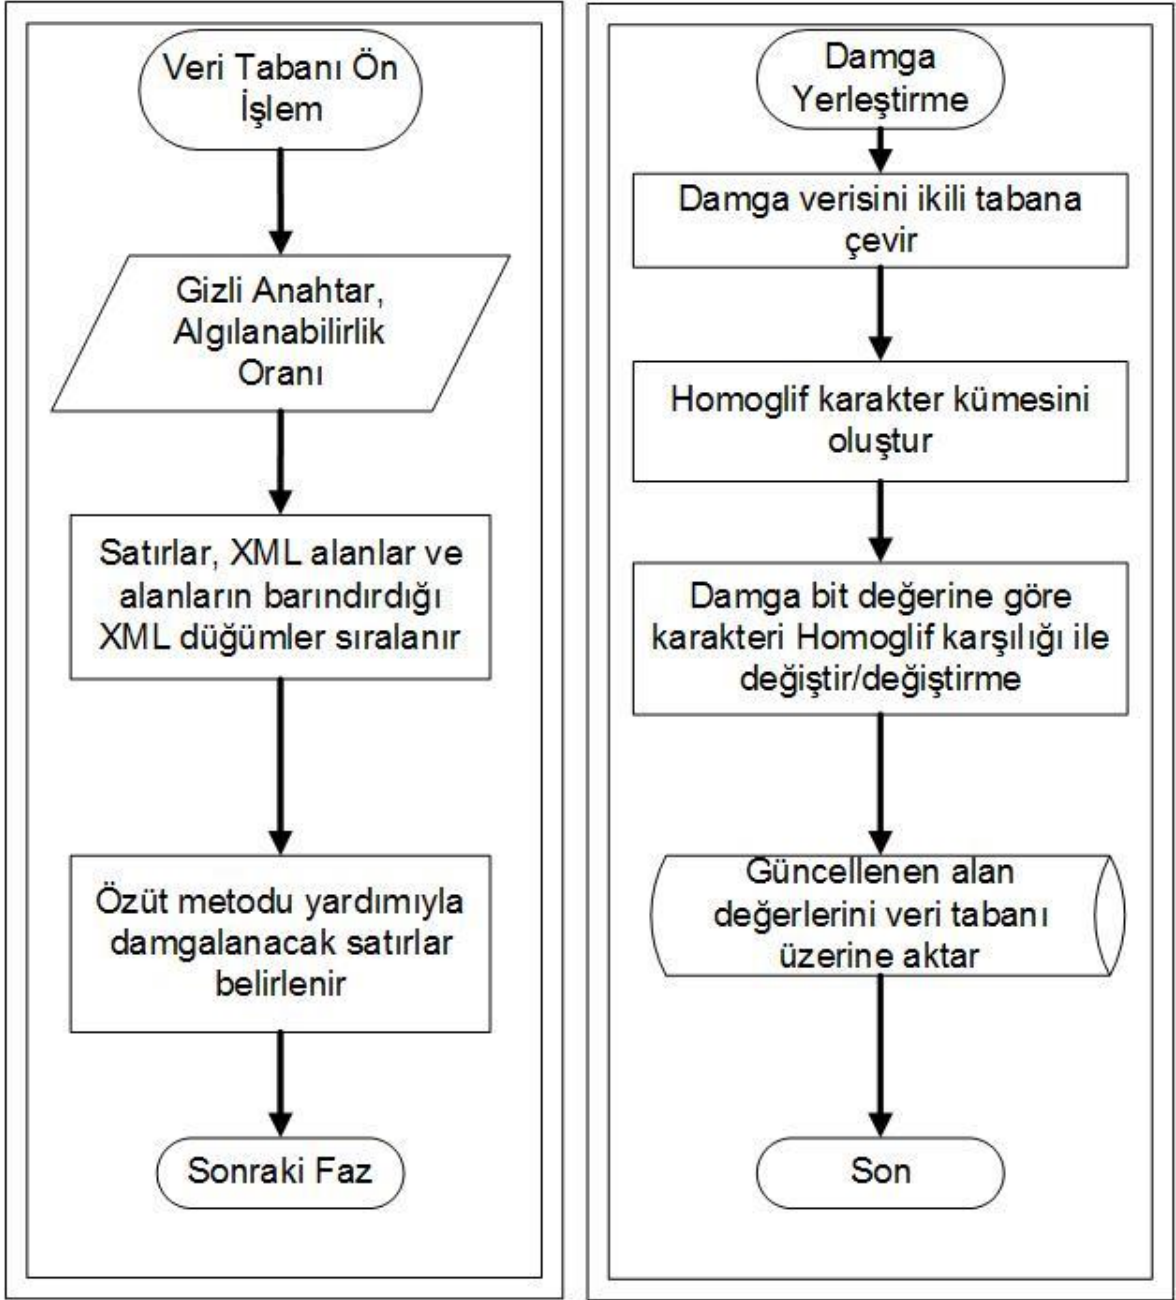 Veri Tabanı Ön
İşlem
Gizli Anahtar,
Algılanabilirlik
Oranı
Satırlar, XML alanlar ve
alanların barındırdığı
XML düğümler sıralanır
Özüt metodu yardımıyla
damgalanacak satırlar
belirlenir
Sonraki Faz
Damga
Yerleştirme
Damga verisini ikili tabana
çevir
Homoglif karakter kümesini
oluştur
Damga bit değerine göre
karakteri Homoglif karşılığı ile
değiştir/değiştirme
Güncellenen alan
değerlerini veri tabanı
üzerine aktar
Son